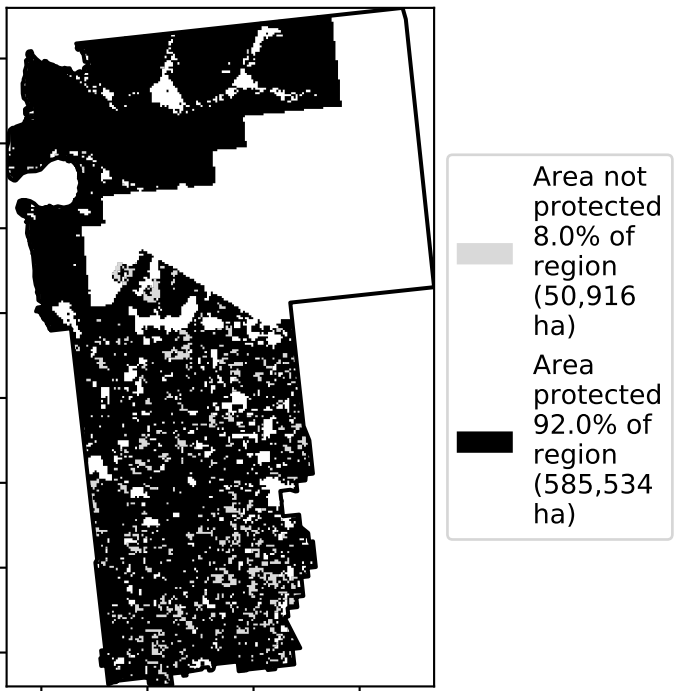 Area not
protected
8.0% of
region
(50,916
ha)
Area
protected
92.0% of
region
(585,534
ha)